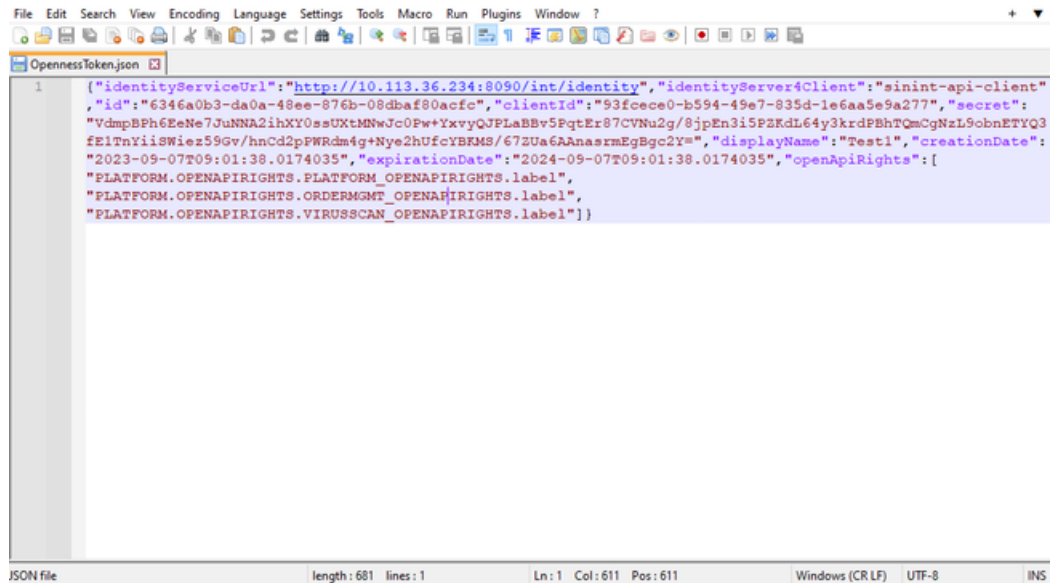 File Edit Search View Encoding Language Settings Tools Macro Run Plugins Window ? + ▼
OpennessToken.json
1 {"identityServiceUrl":"http://10.113.36.234:8090/int/identity","identityServer4Client":"sinint-api-client"
,"id":"6346a0b3-da0a-48ee-876b-08dbaf80acfc","clientId":"93fcece0-b594-49e7-835d-1e6aa5e9a277","secret":
"VdmpBPh6EeNe7JuNNA2ihXY0ssUXtMNwJc0Pw+YxvyQJPLaBBv5PqtEr87CVNu2g/8jpEn3i5PZKdL64y3krdPBhTQmCgNzL9obnETYQ3
fE1TnYiiSWiez59Gv/hnCd2pPWRdm4g+Nye2hUfcYBKMS/67ZUa6AAnasrmEgBgc2Y=","displayName":"Test1","creationDate":
"2023-09-07T09:01:38.0174035","expirationDate":"2024-09-07T09:01:38.0174035","openApiRights":[
"PLATFORM.OPENAPIRIGHTS.PLATFORM_OPENAPIRIGHTS.label",
"PLATFORM.OPENAPIRIGHTS.ORDERMGMT_OPENAPIRIGHTS.label",
"PLATFORM.OPENAPIRIGHTS.VIRUSSCAN_OPENAPIRIGHTS.label"]}
JSON file length : 681 lines : 1 Ln : 1 Col : 611 Pos : 611 Windows (CR LF) UTF-8 INS